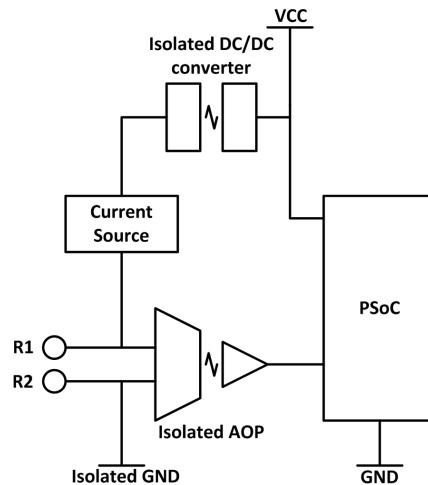 VCC
Isolated DC/DC
converter
Current
Source
PSoC
R1
R2
Isolated AOP
Isolated GND
GND